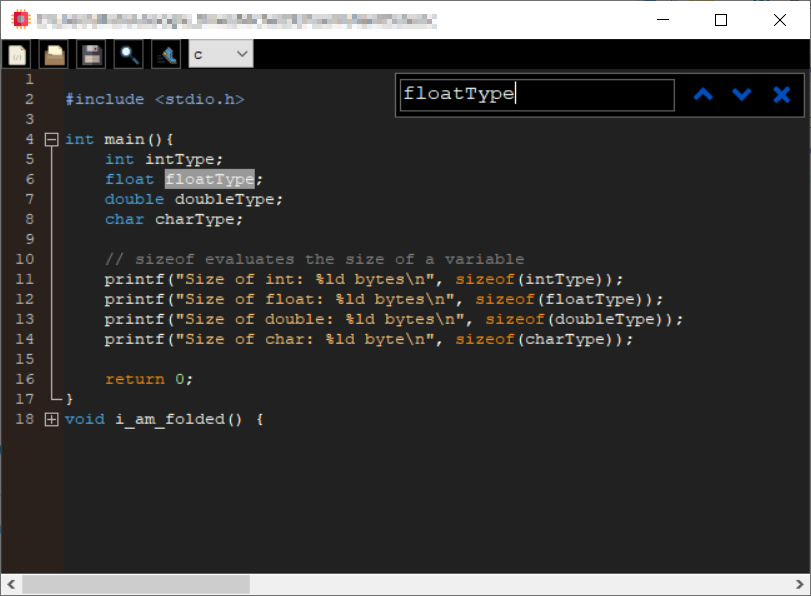 c
floatType
1
2 #include <stdio.h>
3
4 int main(){
5 int intType;
6 float floatType;
7 double doubleType;
8 char charType;
9
10 // sizeof evaluates the size of a variable
11 printf("Size of int: %ld bytes\n", sizeof(intType));
12 printf("Size of float: %ld bytes\n", sizeof(floatType));
13 printf("Size of double: %ld bytes\n", sizeof(doubleType));
14 printf("Size of char: %ld byte\n", sizeof(charType));
15
16 return 0;
17 }
18 void i_am_folded() {